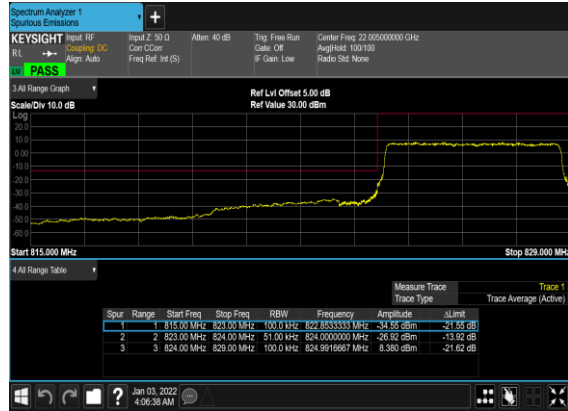 Spectrum Analyzer 1
Spurious Emissions
+
KEYSIGHT Input: RF Input Z: 50 Ω Atten: 40 dB Trig: Free Run Center Freq: 22.005000000 GHz
RL Coupling: DC Corr CCorr Gate: Off Avg|Hold: 100/100
Align: Auto Freq Ref: Int (S) IF Gain: Low Radio Std: None
PASS
3 All Range Graph Ref Lvl Offset 5.00 dB
Scale/Div 10.0 dB Ref Value 30.00 dBm
Log
20.0
10.0
0.00
-10.0
-20.0
-30.0
-40.0
-50.0
-60.0
Start 815.000 MHz Stop 829.000 MHz
4 All Range Table
Measure Trace Trace 1
Trace Type Trace Average (Active)
Spur Range Start Freq Stop Freq RBW Frequency Amplitude ΔLimit
1 1 815.00 MHz 823.00 MHz 100.0 kHz 822.8533333 MHz -34.55 dBm -21.55 dB
2 2 823.00 MHz 824.00 MHz 51.00 kHz 824.0000000 MHz -26.92 dBm -13.92 dB
3 3 824.00 MHz 829.00 MHz 100.0 kHz 824.9916667 MHz 8.380 dBm -21.62 dB
? Jan 03, 2022
4:06:38 AM